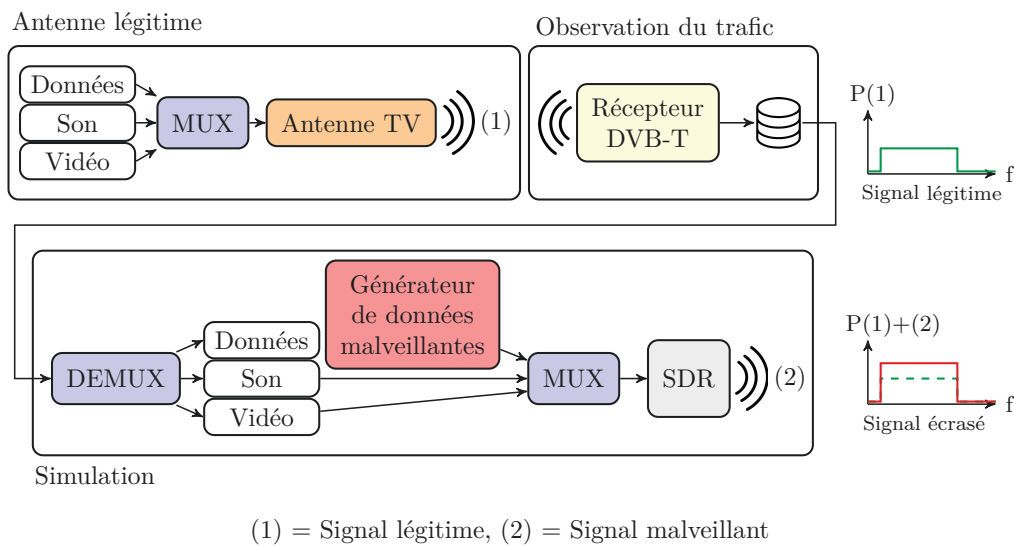 Antenne légitime
Données
Son
Vidéo
MUX
Antenne TV
(1)
Observation du trafic
Récepteur
DVB-T
P(1)
f
Signal légitime
Générateur
de données
malveillantes
DEMUX
Données
Son
Vidéo
MUX
SDR
(2)
Simulation
P(1)+(2)
f
Signal écrasé
(1) = Signal légitime, (2) = Signal malveillant